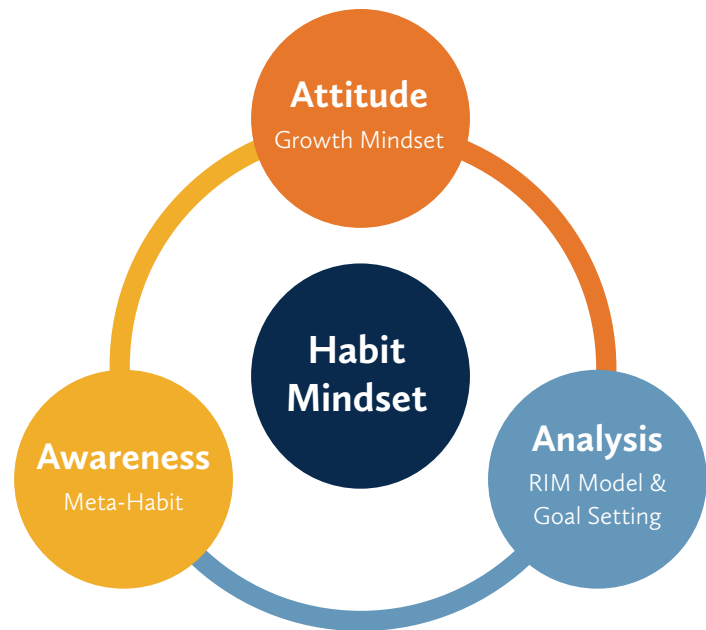 Attitude
Growth Mindset
Habit
Mindset
Awareness
Meta-Habit
Analysis
RIM Model &
Goal Setting